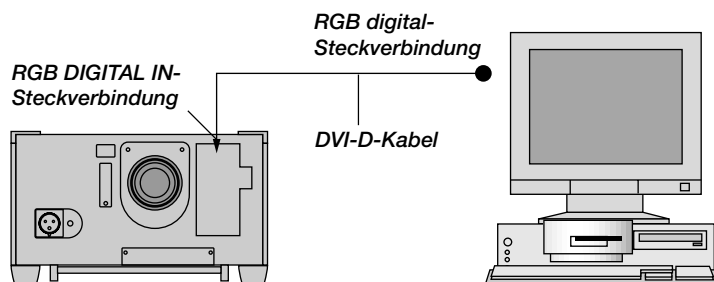 RGB digital-
Steckverbindung
RGB DIGITAL IN-
Steckverbindung
DVI-D-Kabel